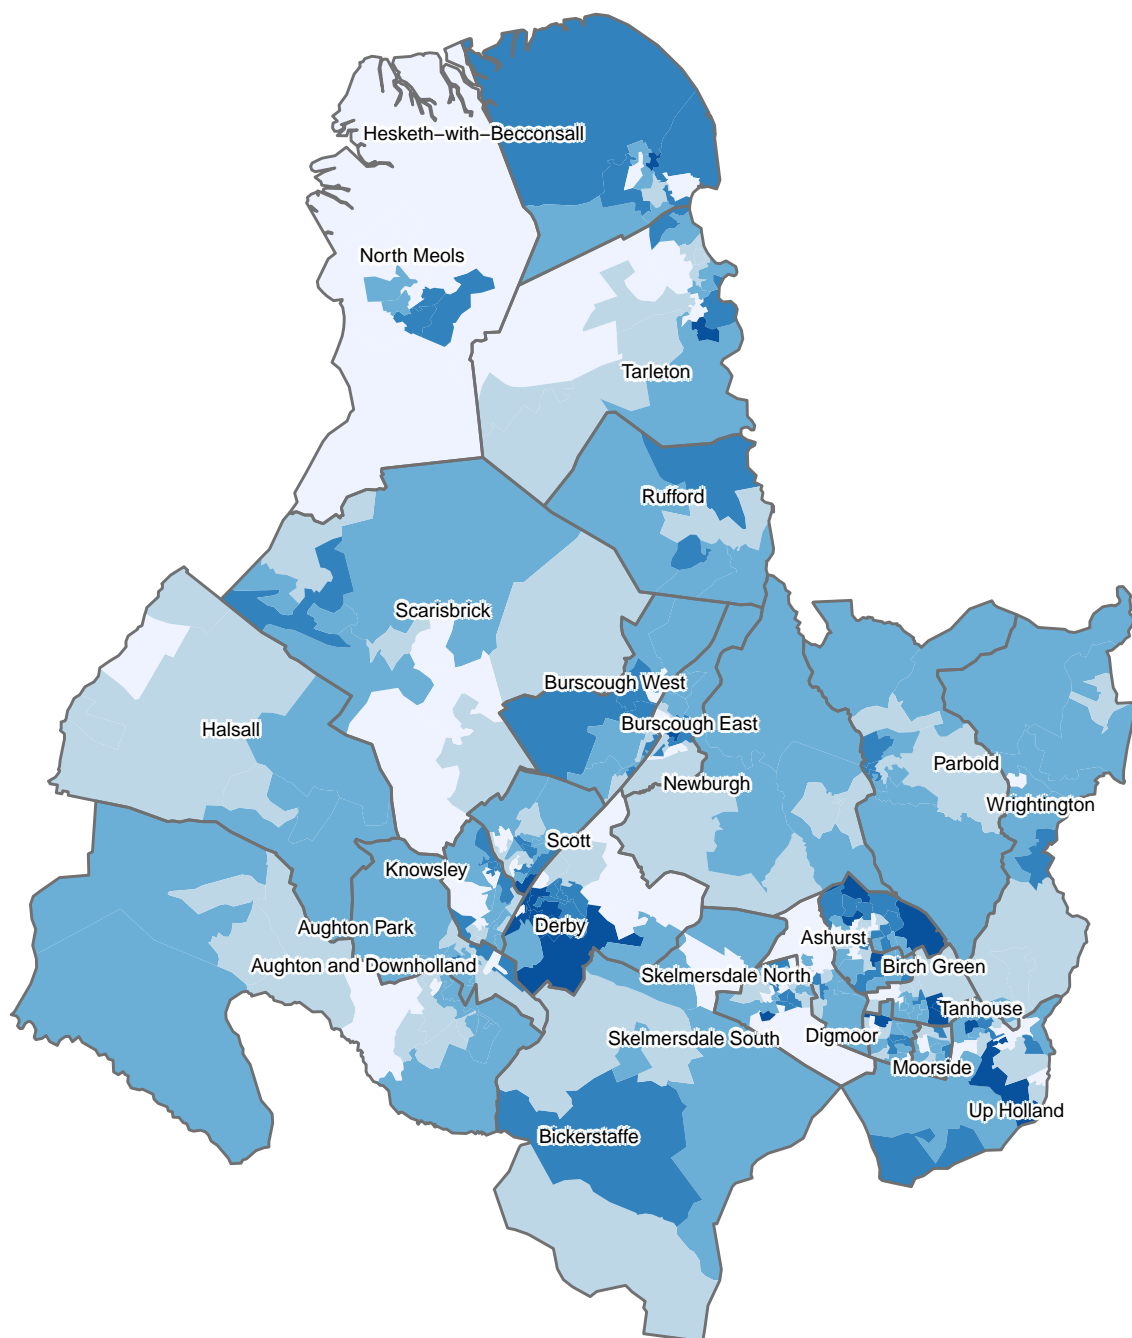 Hesketh−with−Becconsall
North Meols
Tarleton
Rufford
Scarisbrick
Burscough West
Burscough East
Halsall
Parbold
Newburgh
Wrightington
Scott
Knowsley
Aughton Park
Derby
Ashurst
Aughton and Downholland
Birch Green
Skelmersdale North
Tanhouse
Skelmersdale South
Digmoor
Moorside
Up Holland
Bickerstaffe